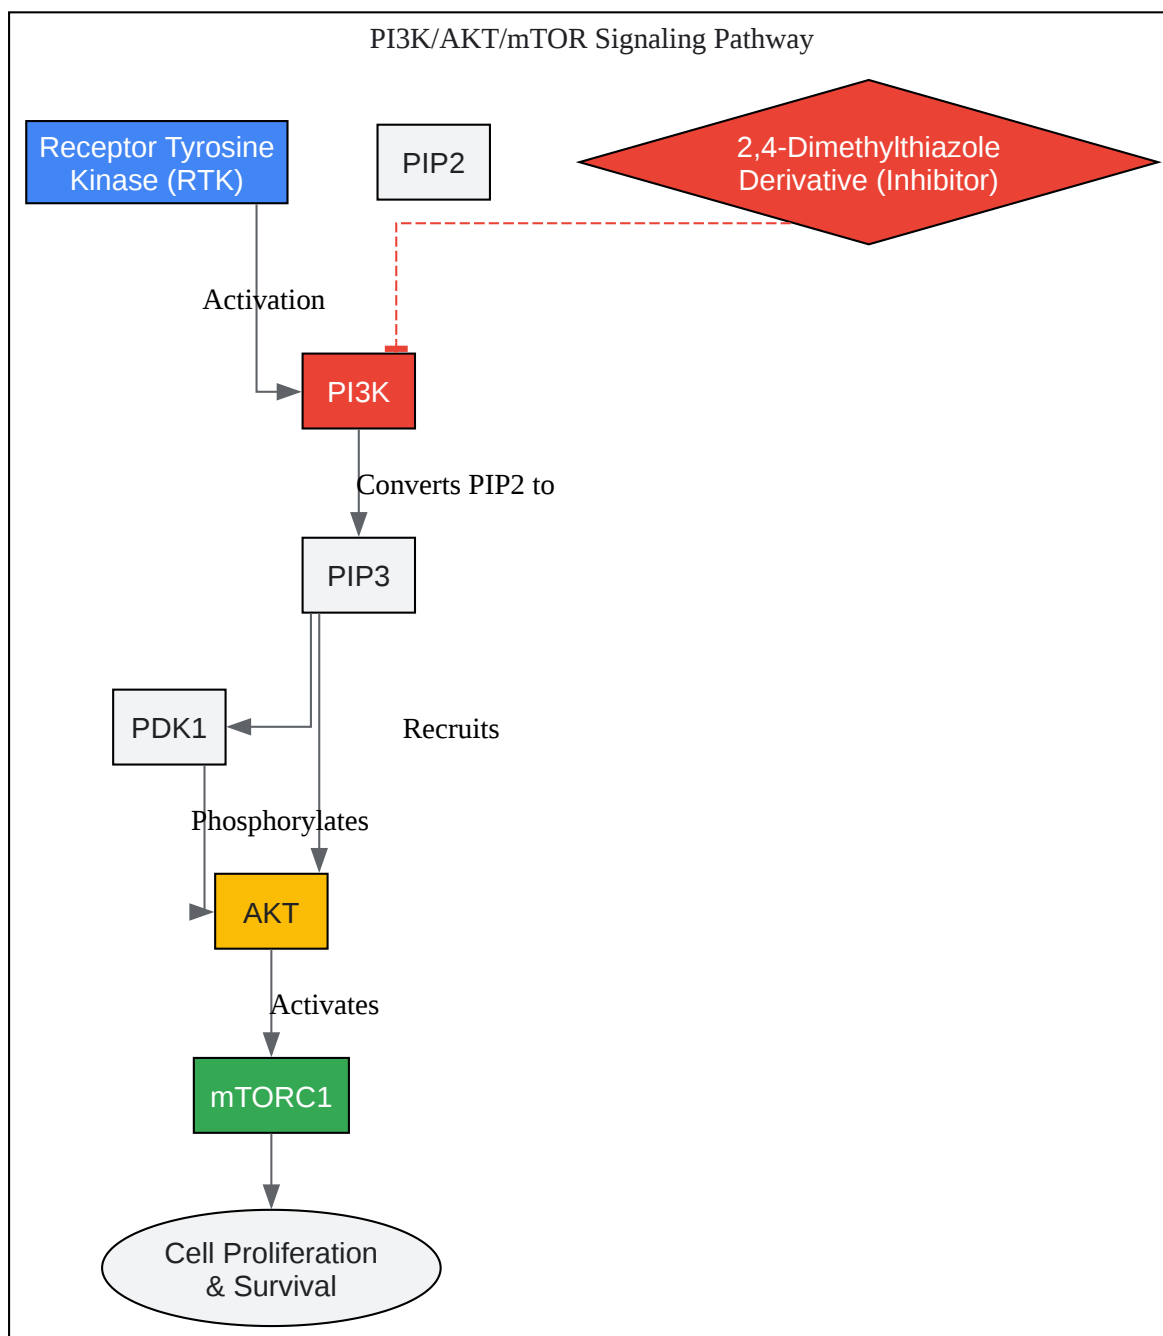 PI3K/AKT/mTOR Signaling Pathway
Receptor Tyrosine
Kinase (RTK)
PIP2
2,4-Dimethylthiazole
Derivative (Inhibitor)
Activation
PI3K
Converts PIP2 to
PIP3
PDK1
Recruits
Phosphorylates
AKT
Activates
mTORC1
Cell Proliferation
& Survival